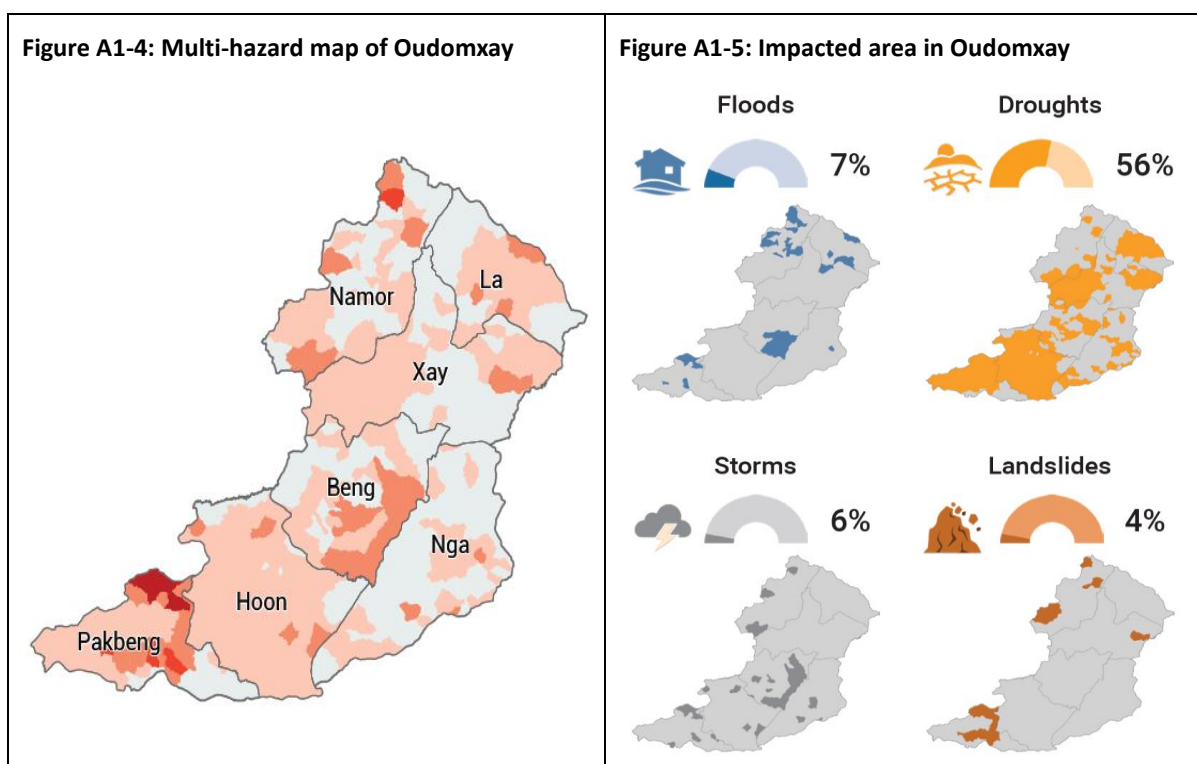 Figure A1-4: Multi-hazard map of Oudomxay
La
Namor
Xay
Beng
Nga
Hoon
Pakbeng
Figure A1-5: Impacted area in Oudomxay
Floods
7%
Droughts
56%
Storms
6%
Landslides
4%